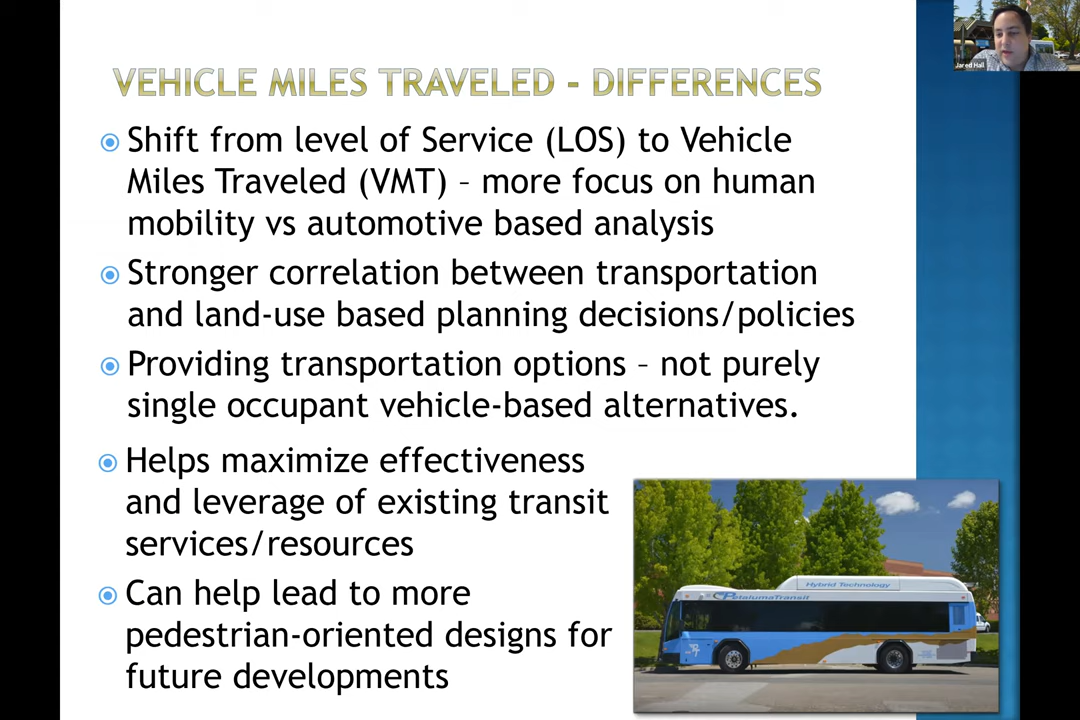 Jared Hall
VEHICLE MILES TRAVELED - DIFFERENCES
Shift from level of Service (LOS) to Vehicle
Miles Traveled (VMT) – more focus on human
mobility vs automotive based analysis
Stronger correlation between transportation
and land-use based planning decisions/policies
Providing transportation options – not purely
single occupant vehicle-based alternatives.
Helps maximize effectiveness
and leverage of existing transit
services/resources
Can help lead to more
pedestrian-oriented designs for
future developments
Hybrid Technology
PetalumaTransit